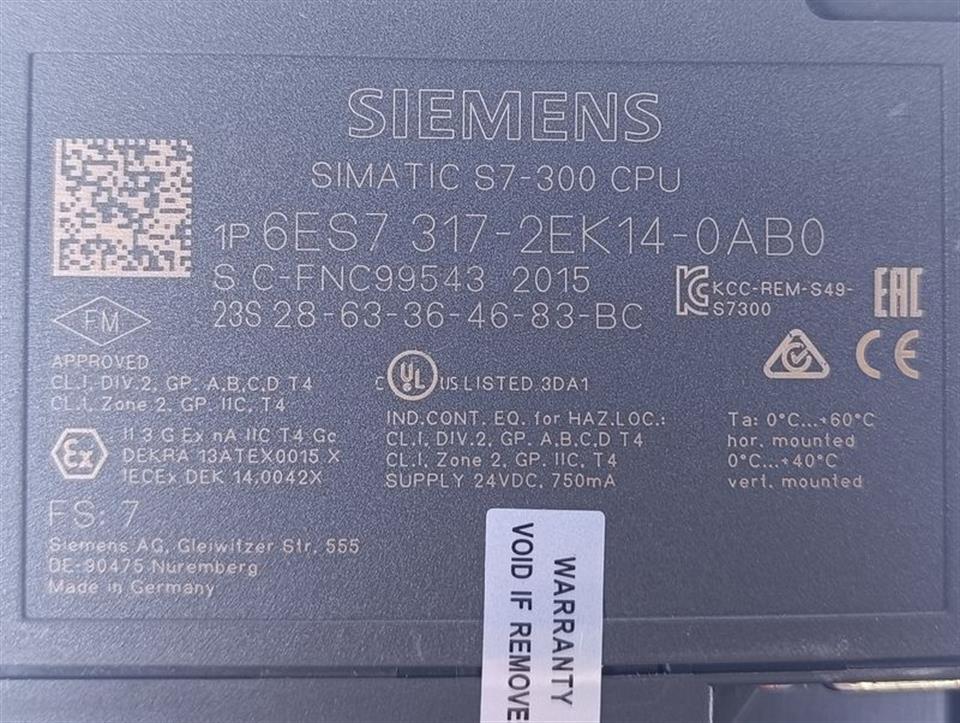 SIEMENS
SIMATIC S7-300 CPU
1P 6ES7 317-2EK14-0AB0
S C-FNC99543 2015
23S 28-63-36-46-83-BC
KCC-REM-S49-
S7300
EAC
FM
APPROVED
CL.I, DIV.2, GP. A,B,C,D T4
CL.I, Zone 2, GP. IIC, T4
Ex
II 3 G Ex nA IIC T4 Gc
DEKRA 13ATEX0015 X
IECEx DEK 14.0042X
FS: 7
Siemens AG, Gleiwitzer Str. 555
DE-90475 Nuremberg
Made in Germany
C UL US LISTED 3DA1
IND.CONT. EQ. for HAZ.LOC.:
CL.I, DIV.2, GP. A,B,C,D T4
CL.I, Zone 2, GP. IIC, T4
SUPPLY 24VDC, 750mA
CE
Ta: 0°C...+60°C
hor. mounted
0°C...+40°C
vert. mounted
WARRANTY
VOID IF REMOVE